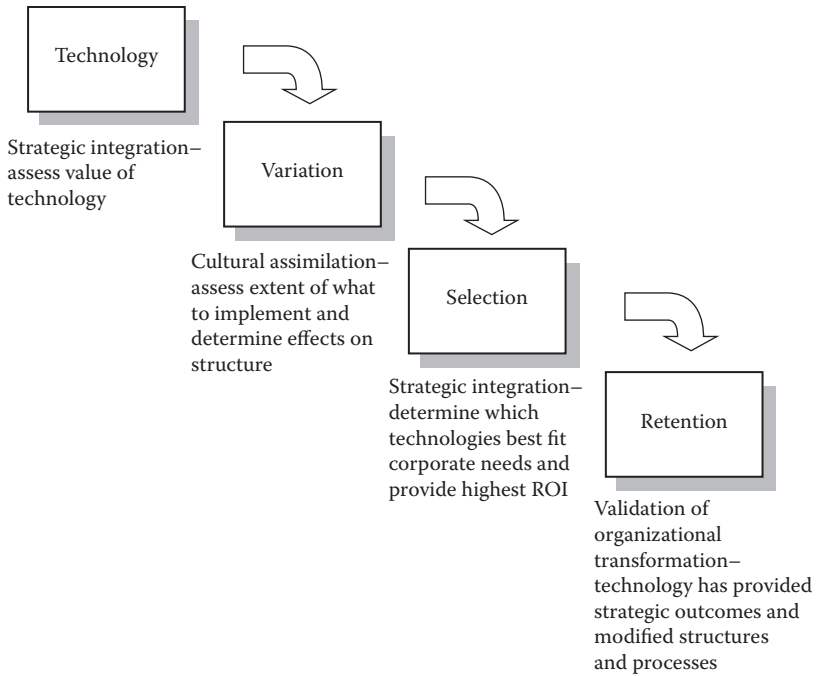 Technology
Strategic integration–
assess value of
technology
Variation
Cultural assimilation–
assess extent of what
to implement and
determine effects on
structure
Selection
Strategic integration–
determine which
technologies best fit
corporate needs and
provide highest ROI
Retention
Validation of
organizational
transformation–
technology has provided
strategic outcomes and
modified structures
and processes